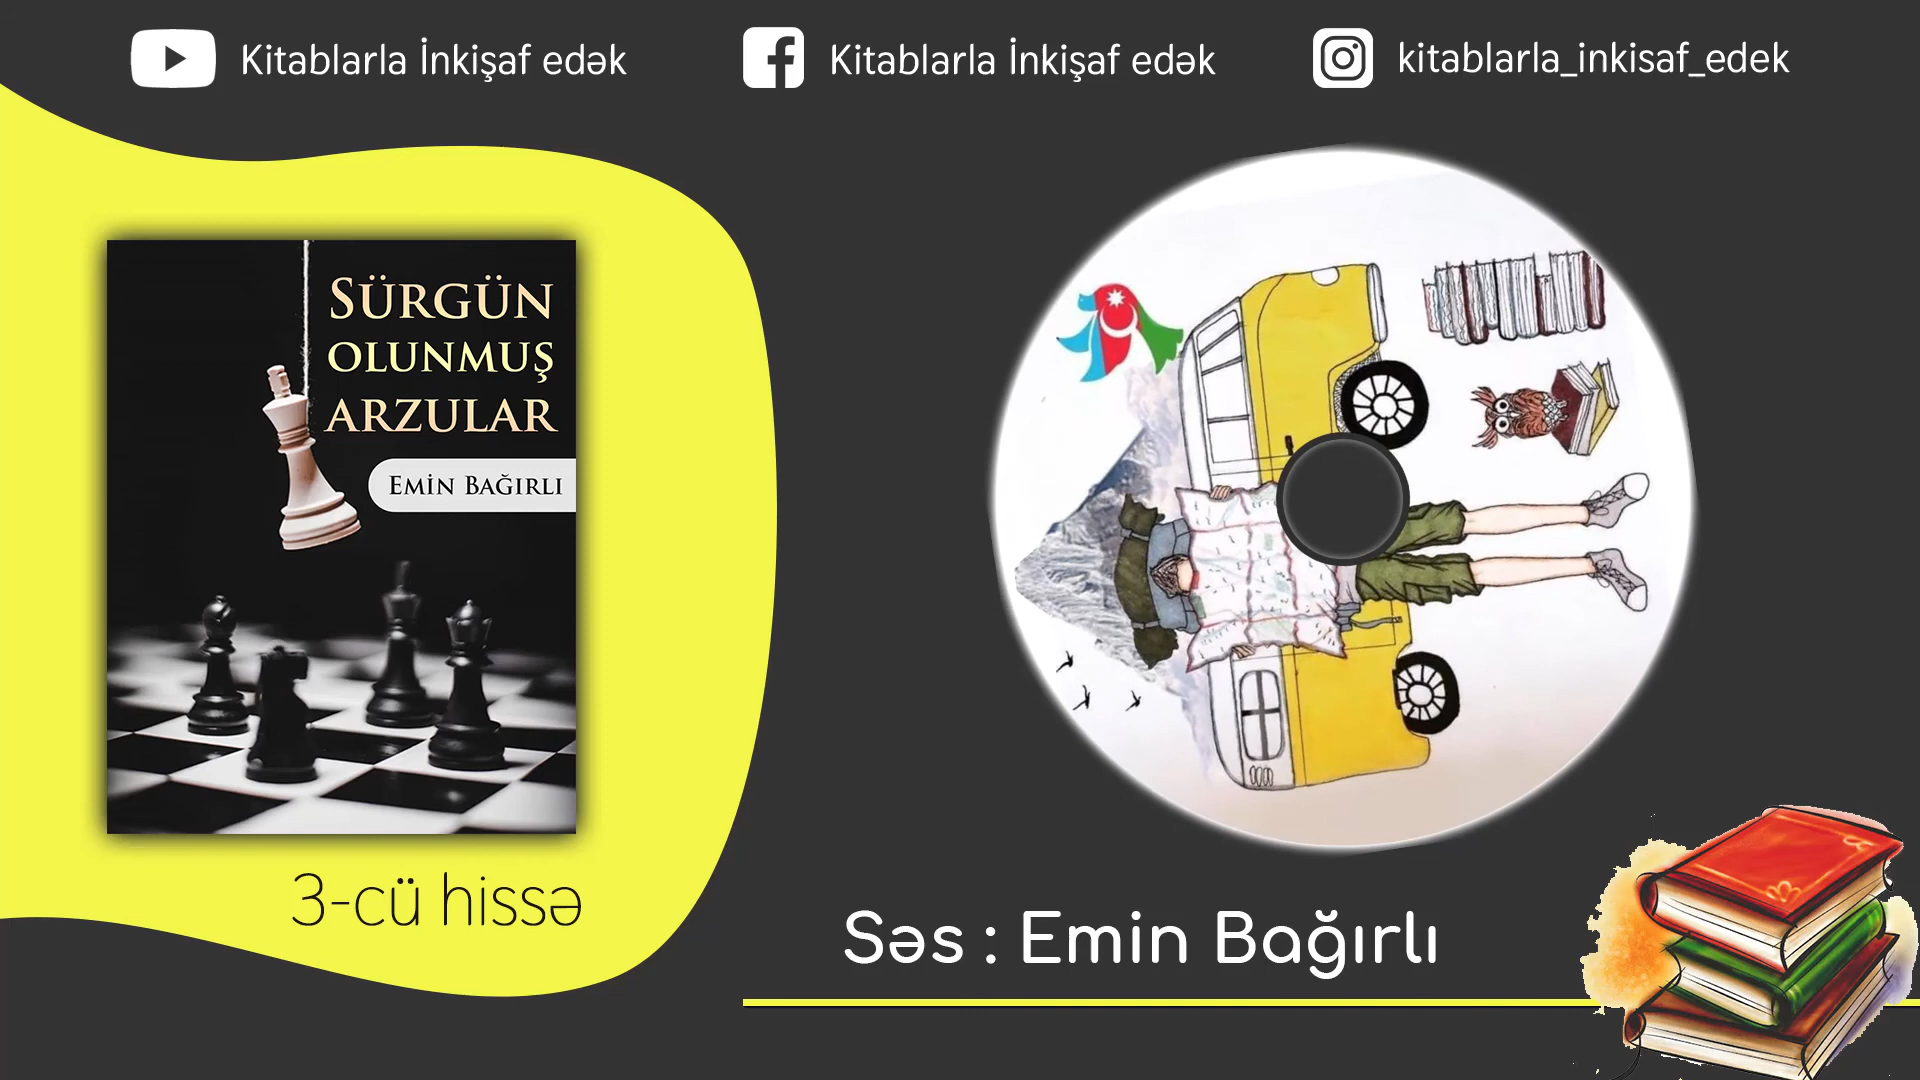 Kitablarla İnkişaf edək
Kitablarla İnkişaf edək
kitablarla_inkisaf_edek
SÜRGÜN
OLUNMUŞ
ARZULAR
EMİN BAĞIRLI
3-cü hissə
Səs : Emin Bağırlı